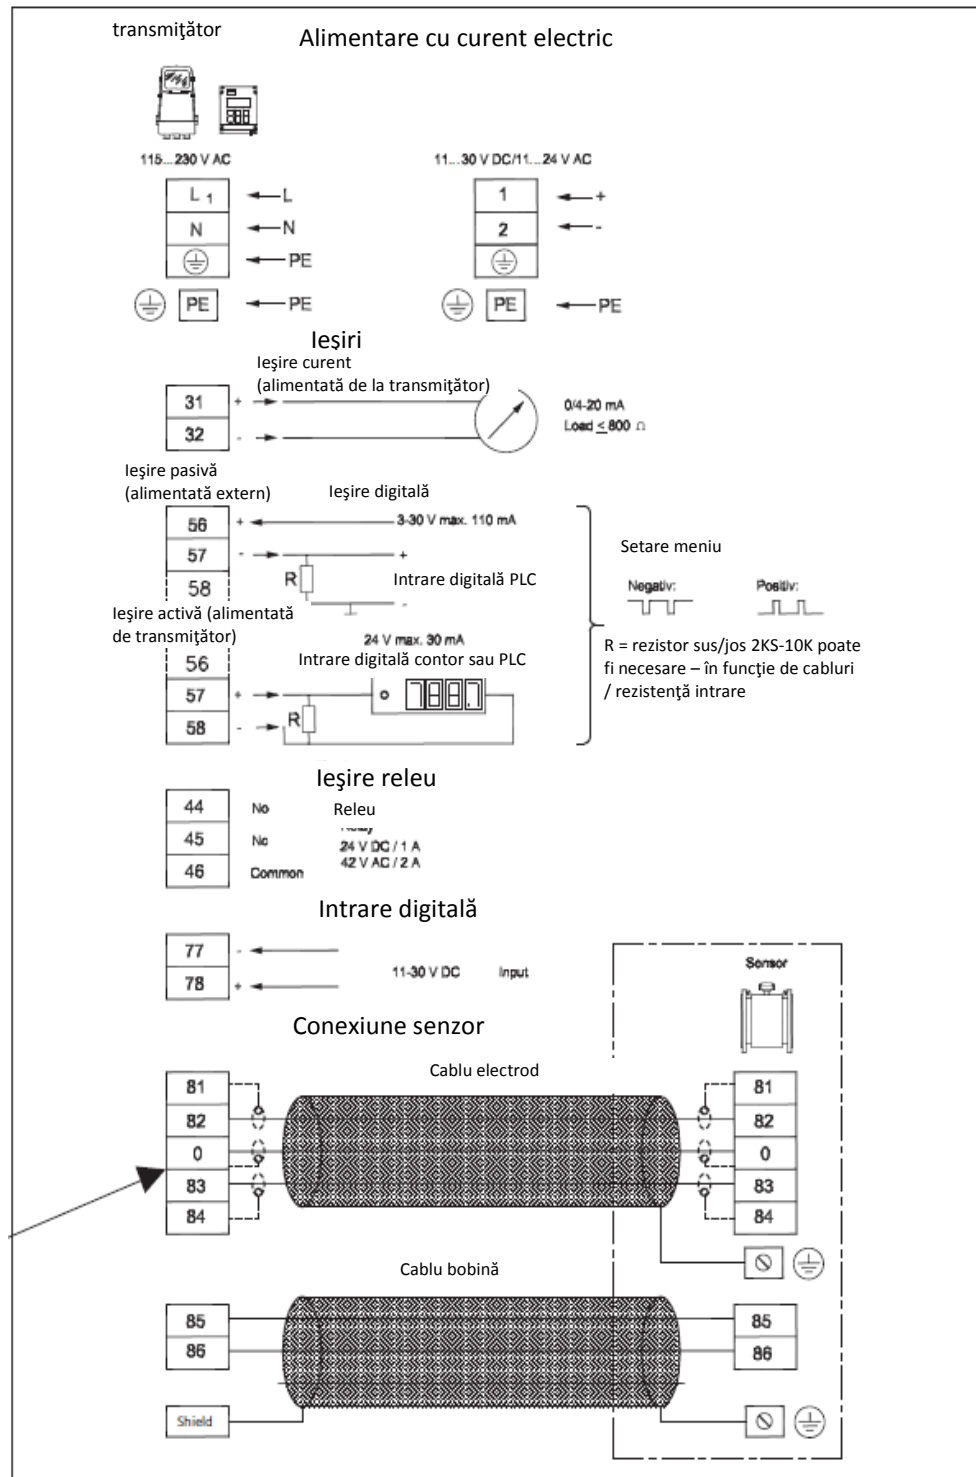 transmiţător
Alimentare cu curent electric
115...230 V AC
L 1
L
N
N
PE
PE
PE
11...30 V DC/11...24 V AC
1
+
2
-
PE
PE
Ieşiri
Ieşire curent
(alimentată de la transmiţător)
31 +
32 -
0/4-20 mA
Load ≤ 800 Ω
Ieşire pasivă
(alimentată extern)
Ieşire digitală
56 + 3-30 V max. 110 mA
57 - +
58 R Intrare digitală PLC
-
Setare meniu
Negativ: Positiv:
R = rezistor sus/jos 2KS-10K poate
fi necesare – în funcţie de cabluri
/ rezistenţă intrare
Ieşire activă (alimentată
de transmiţător)
24 V max. 30 mA
Intrare digitală contor sau PLC
56
57 +
58 - R
Ieşire releu
44 No Releu
45 Nc 24 V DC / 1 A
46 Common 42 V AC / 2 A
Intrare digitală
77 -
78 + 11-30 V DC Input
Sensor
Conexiune senzor
Cablu electrod
81 81
82 82
0 0
83 83
84 84
Cablu bobină
85 85
86 86
Shield